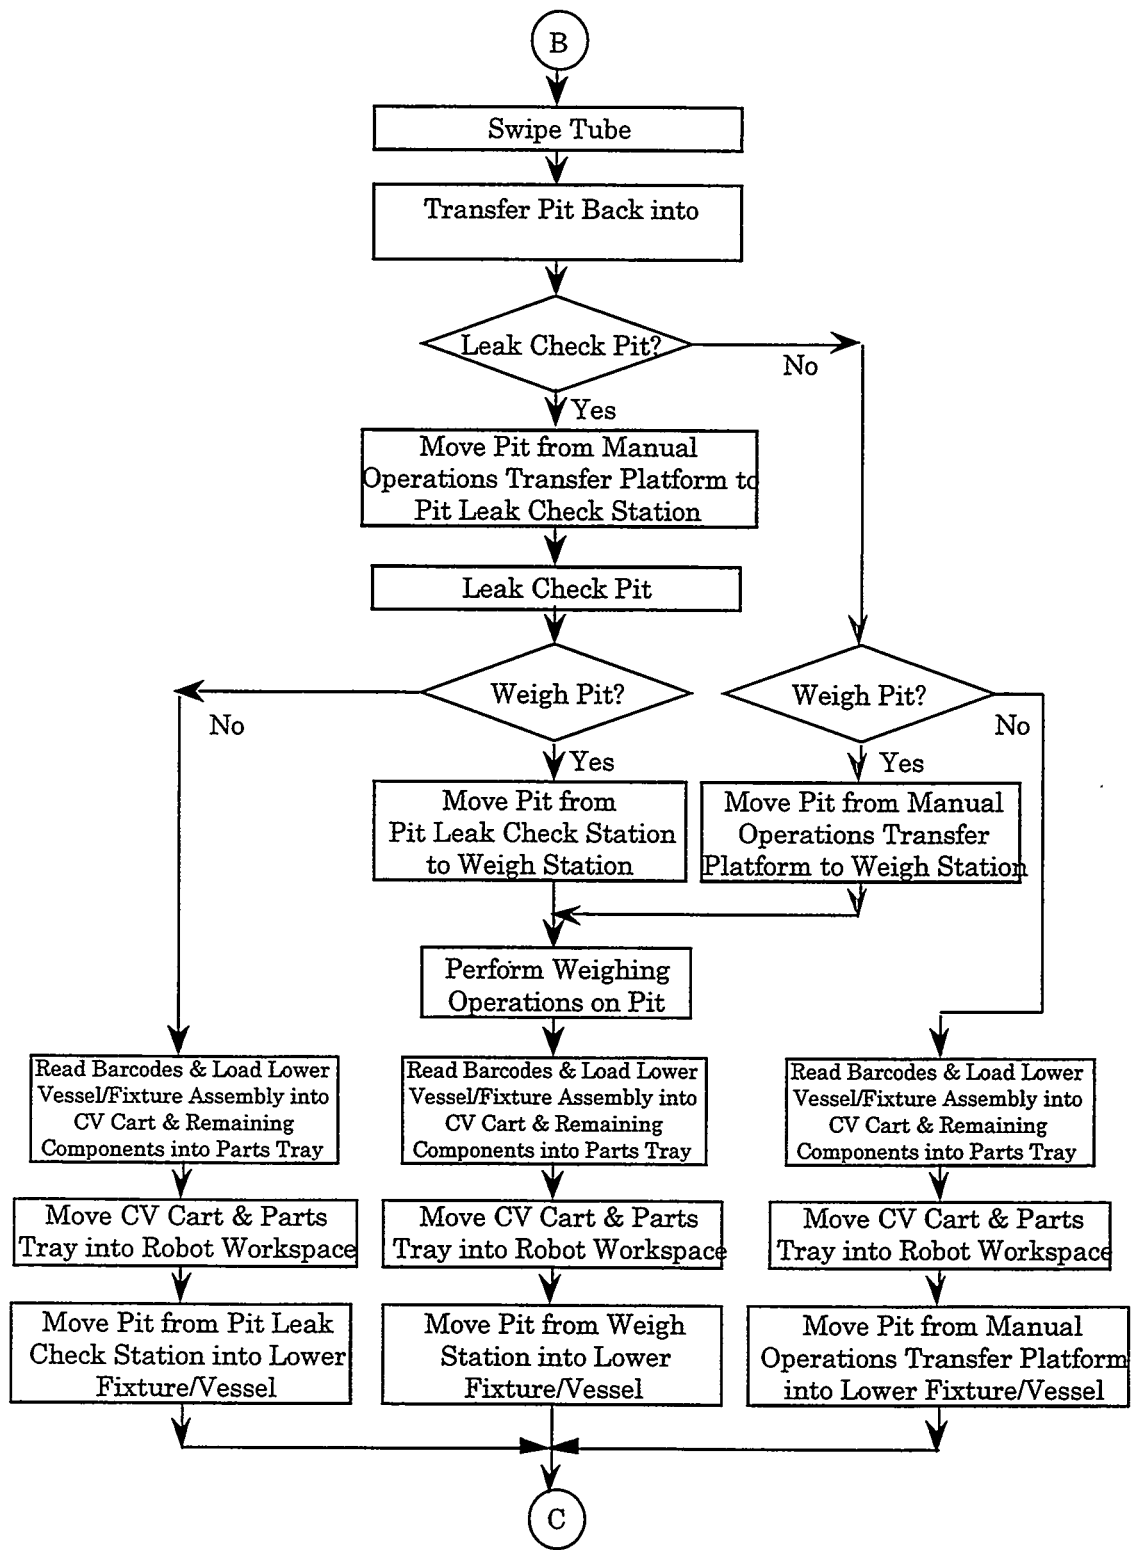 B
Swipe Tube
Transfer Pit Back into
Leak Check Pit?
No
Yes
Move Pit from Manual
Operations Transfer Platform to
Pit Leak Check Station
Leak Check Pit
Weigh Pit?
Weigh Pit?
No
No
Yes
Yes
Move Pit from
Pit Leak Check Station
to Weigh Station
Move Pit from Manual
Operations Transfer
Platform to Weigh Station
Perform Weighing
Operations on Pit
Read Barcodes & Load Lower
Vessel/Fixture Assembly into
CV Cart & Remaining
Components into Parts Tray
Read Barcodes & Load Lower
Vessel/Fixture Assembly into
CV Cart & Remaining
Components into Parts Tray
Read Barcodes & Load Lower
Vessel/Fixture Assembly into
CV Cart & Remaining
Components into Parts Tray
Move CV Cart & Parts
Tray into Robot Workspace
Move CV Cart & Parts
Tray into Robot Workspace
Move CV Cart & Parts
Tray into Robot Workspace
Move Pit from Pit Leak
Check Station into Lower
Fixture/Vessel
Move Pit from Weigh
Station into Lower
Fixture/Vessel
Move Pit from Manual
Operations Transfer Platform
into Lower Fixture/Vessel
C